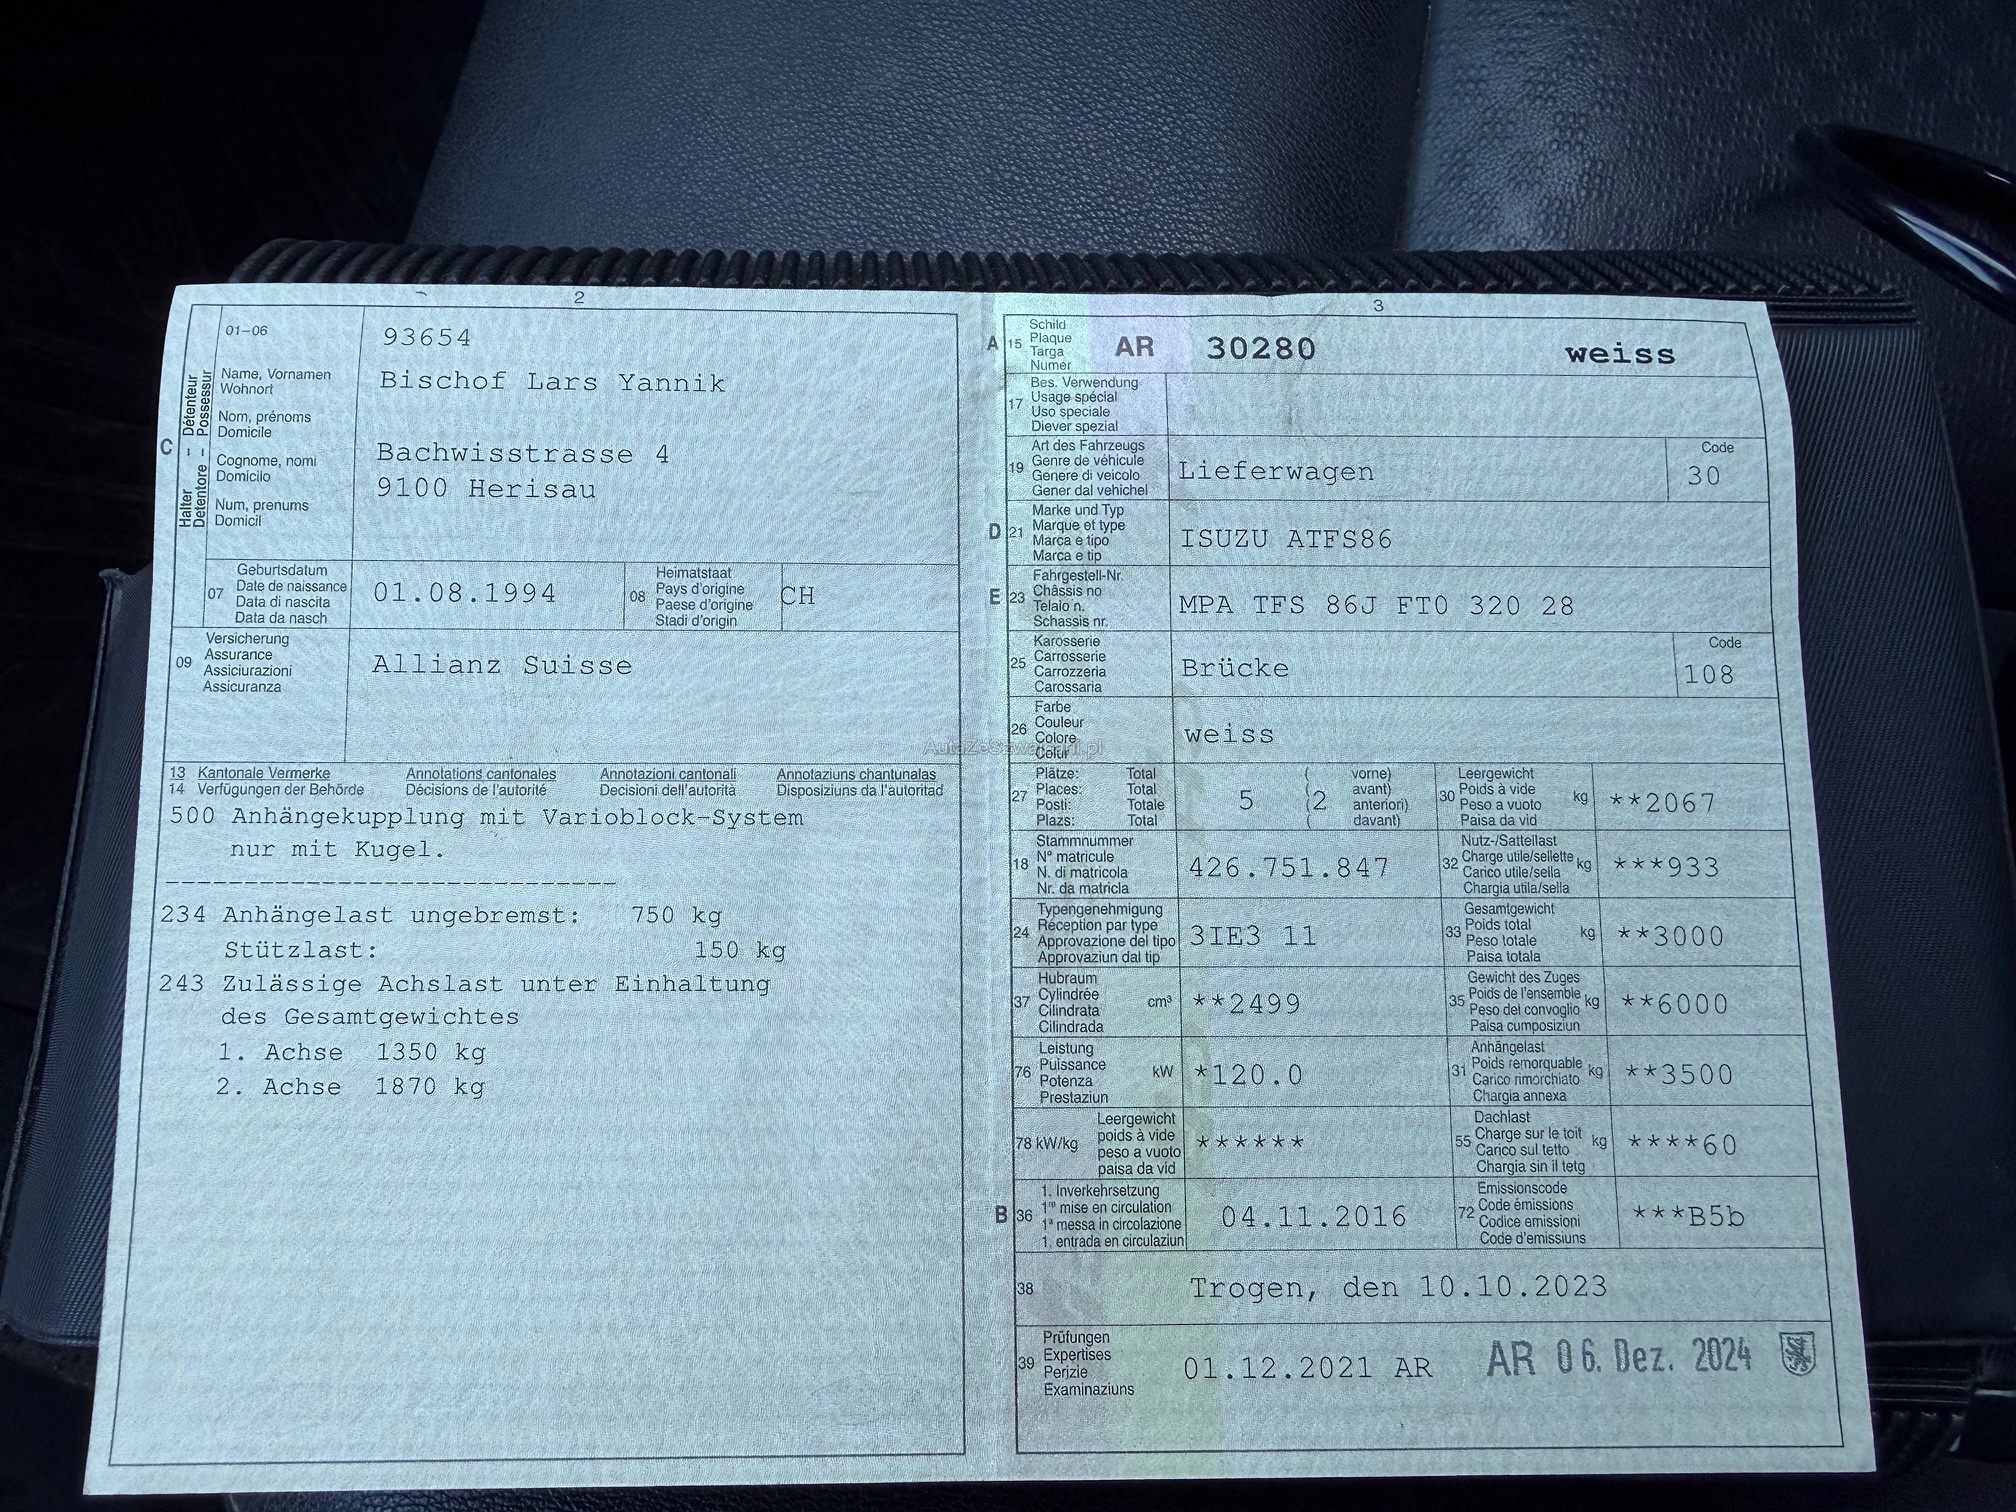 2
01-06
93654
Name, Vornamen
Wohnort
Bischof Lars Yannik
Nom, prénoms
Domicile
Cognome, nomi
Domicilo
Num, prenums
Domicil
C
Halter – Détenteur
Detentore – Possessur
Bachwisstrasse 4
9100 Herisau
07
Geburtsdatum
Date de naissance
Data di nascita
Data da nasch
01.08.1994
08
Heimatstaat
Pays d'origine
Paese d'origine
Stadi d'origin
CH
09
Versicherung
Assurance
Assiciurazioni
Assicuranza
Allianz Suisse
13 Kantonale Vermerke Annotations cantonales Annotazioni cantonali Annotaziuns chantunalas
14 Verfügungen der Behörde Décisions de l'autorité Decisioni dell'autorità Disposiziuns da l'autoritad
500 Anhängekupplung mit Varioblock-System
nur mit Kugel.
-----------------------------
234 Anhängelast ungebremst: 750 kg
Stützlast: 150 kg
243 Zulässige Achslast unter Einhaltung
des Gesamtgewichtes
1. Achse 1350 kg
2. Achse 1870 kg
3
A
15
Schild
Plaque
Targa
Numer
AR 30280 weiss
17
Bes. Verwendung
Usage spécial
Uso speciale
Diever spezial
19
Art des Fahrzeugs
Genre de véhicule
Genere di veicolo
Gener dal vehichel
Lieferwagen
Code
30
D
21
Marke und Typ
Marque et type
Marca e tipo
Marca e tip
ISUZU ATFS86
E
23
Fahrgestell-Nr.
Châssis no
Telaio n.
Schassis nr.
MPA TFS 86J FT0 320 28
25
Karosserie
Carrosserie
Carrozzeria
Carossaria
Brücke
Code
108
26
Farbe
Couleur
Colore
Colur
weiss
AutaZeSzwajcarii.pl
27
Plätze: Total
Places: Total
Posti: Totale
Plazs: Total
5 (2
vorne)
avant)
anteriori)
davant)
30
Leergewicht
Poids à vide
Peso a vuoto
Paisa da vid
kg
**2067
18
Stammnummer
N° matricule
N. di matricola
Nr. da matricla
426.751.847
32
Nutz-/Sattellast
Charge utile/sellette
Carico utile/sella
Chargia utila/sella
kg
***933
24
Typengenehmigung
Réception par type
Approvazione del tipo
Approvaziun dal tip
3IE3 11
33
Gesamtgewicht
Poids total
Peso totale
Paisa totala
kg
**3000
37
Hubraum
Cylindrée
Cilindrata
Cilindrada
cm³
**2499
35
Gewicht des Zuges
Poids de l'ensemble
Peso del convoglio
Paisa cumposiziun
kg
**6000
76
Leistung
Puissance
Potenza
Prestaziun
kW
*120.0
31
Anhängelast
Poids remorquable
Carico rimorchiato
Chargia annexa
kg
**3500
78 kW/kg
Leergewicht
poids à vide
peso a vuoto
paisa da vid
******
55
Dachlast
Charge sur le toit
Carico sul tetto
Chargia sin il tetg
kg
****60
B
36
1. Inverkehrsetzung
1re mise en circulation
1a messa in circolazione
1. entrada en circulaziun
04.11.2016
72
Emissionscode
Code émissions
Codice emissioni
Code d'emissiuns
***B5b
38
Trogen, den 10.10.2023
39
Prüfungen
Expertises
Perizie
Examinaziuns
01.12.2021 AR
AR 06. Dez. 2024